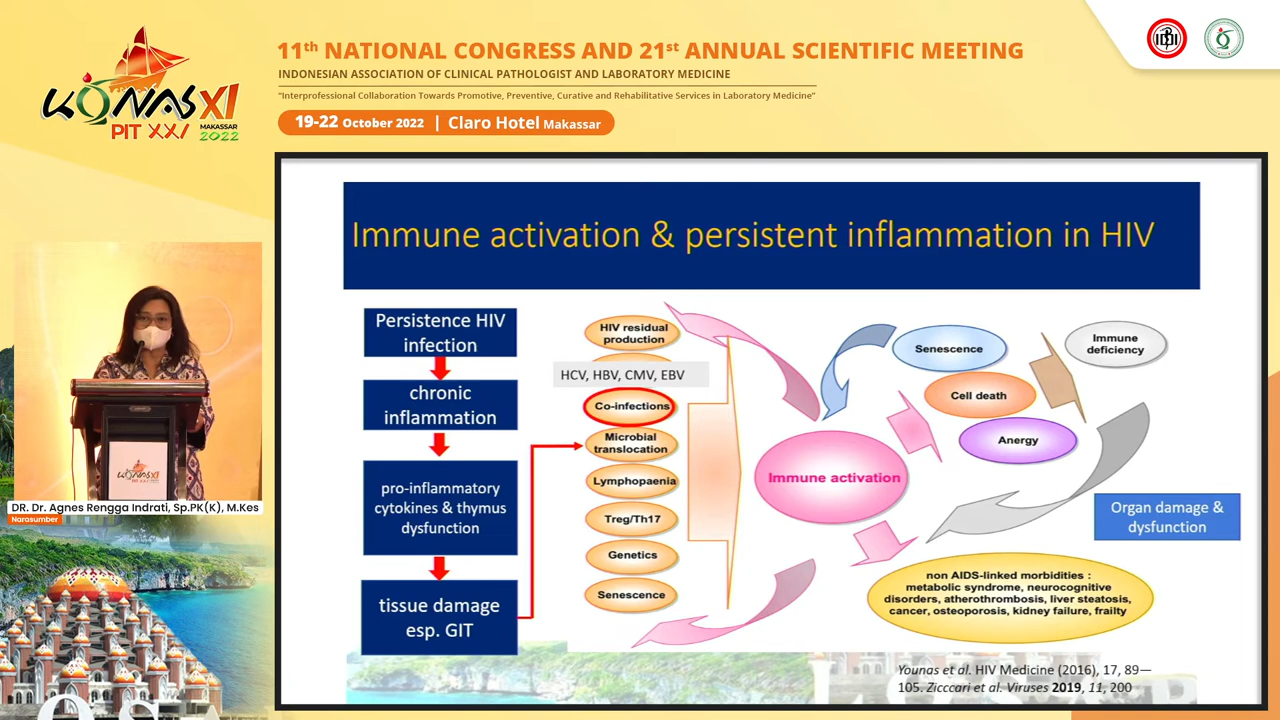 KONAS XI
PIT XXI
MAKASSAR
2022
11th NATIONAL CONGRESS AND 21st ANNUAL SCIENTIFIC MEETING
INDONESIAN ASSOCIATION OF CLINICAL PATHOLOGIST AND LABORATORY MEDICINE
"Interprofessional Collaboration Towards Promotive, Preventive, Curative and Rehabilitative Services in Laboratory Medicine"
19-22 October 2022 | Claro Hotel Makassar
KONAS XI
PIT XXI
DR. Dr. Agnes Rengga Indrati, Sp.PK(K), M.Kes
Narasumber
Immune activation & persistent inflammation in HIV
Persistence HIV
infection
chronic
inflammation
pro-inflammatory
cytokines & thymus
dysfunction
tissue damage
esp. GIT
HIV residual
production
HCV, HBV, CMV, EBV
Co-infections
Microbial
translocation
Lymphopaenia
Treg/Th17
Genetics
Senescence
Immune activation
Senescence
Cell death
Anergy
Immune
deficiency
Organ damage &
dysfunction
non AIDS-linked morbidities :
metabolic syndrome, neurocognitive
disorders, atherothrombosis, liver steatosis,
cancer, osteoporosis, kidney failure, frailty
Younas et al. HIV Medicine (2016), 17, 89—
105. Zicccari et al. Viruses 2019, 11, 200